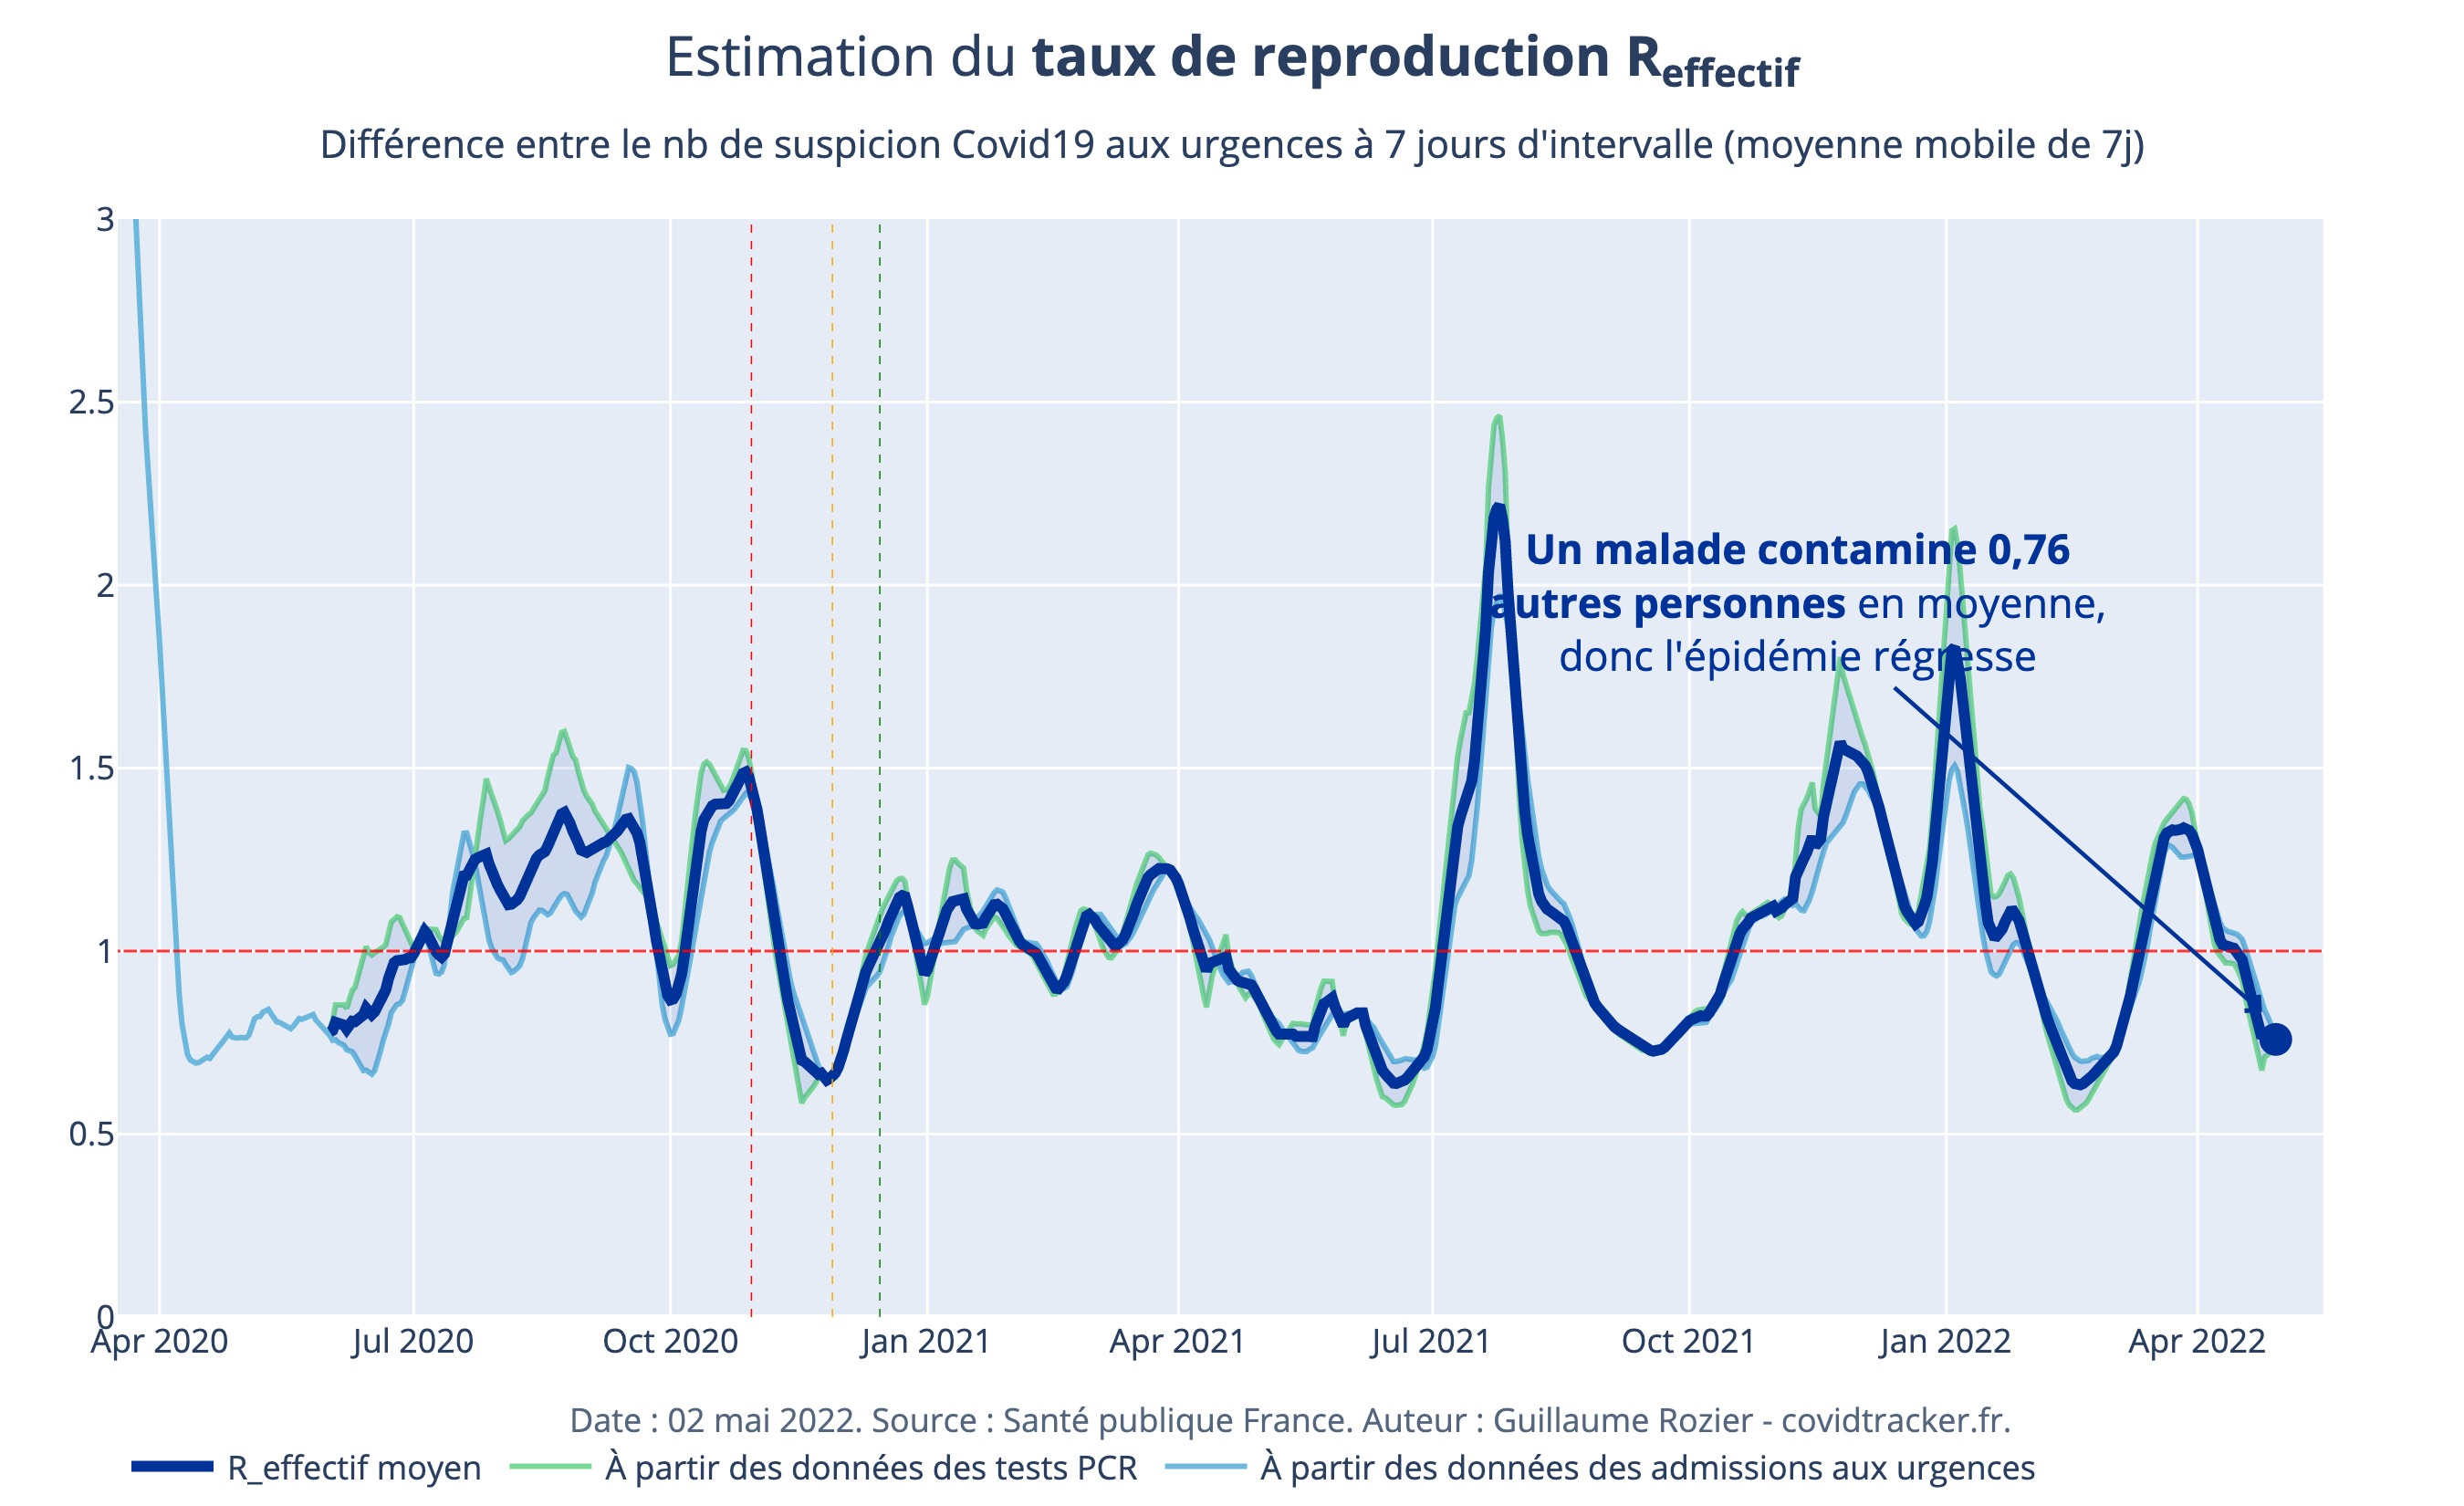 Estimation du taux de reproduction Reffectif
Différence entre le nb de suspicion Covid19 aux urgences à 7 jours d'intervalle (moyenne mobile de 7j)
3
2.5
2
1.5
1
0.5
0
Un malade contamine 0,76
autres personnes en moyenne,
donc l'épidémie régresse
Apr 2020 Jul 2020 Oct 2020 Jan 2021 Apr 2021 Jul 2021 Oct 2021 Jan 2022 Apr 2022
Date : 02 mai 2022. Source : Santé publique France. Auteur : Guillaume Rozier - covidtracker.fr.
R_effectif moyen À partir des données des tests PCR À partir des données des admissions aux urgences